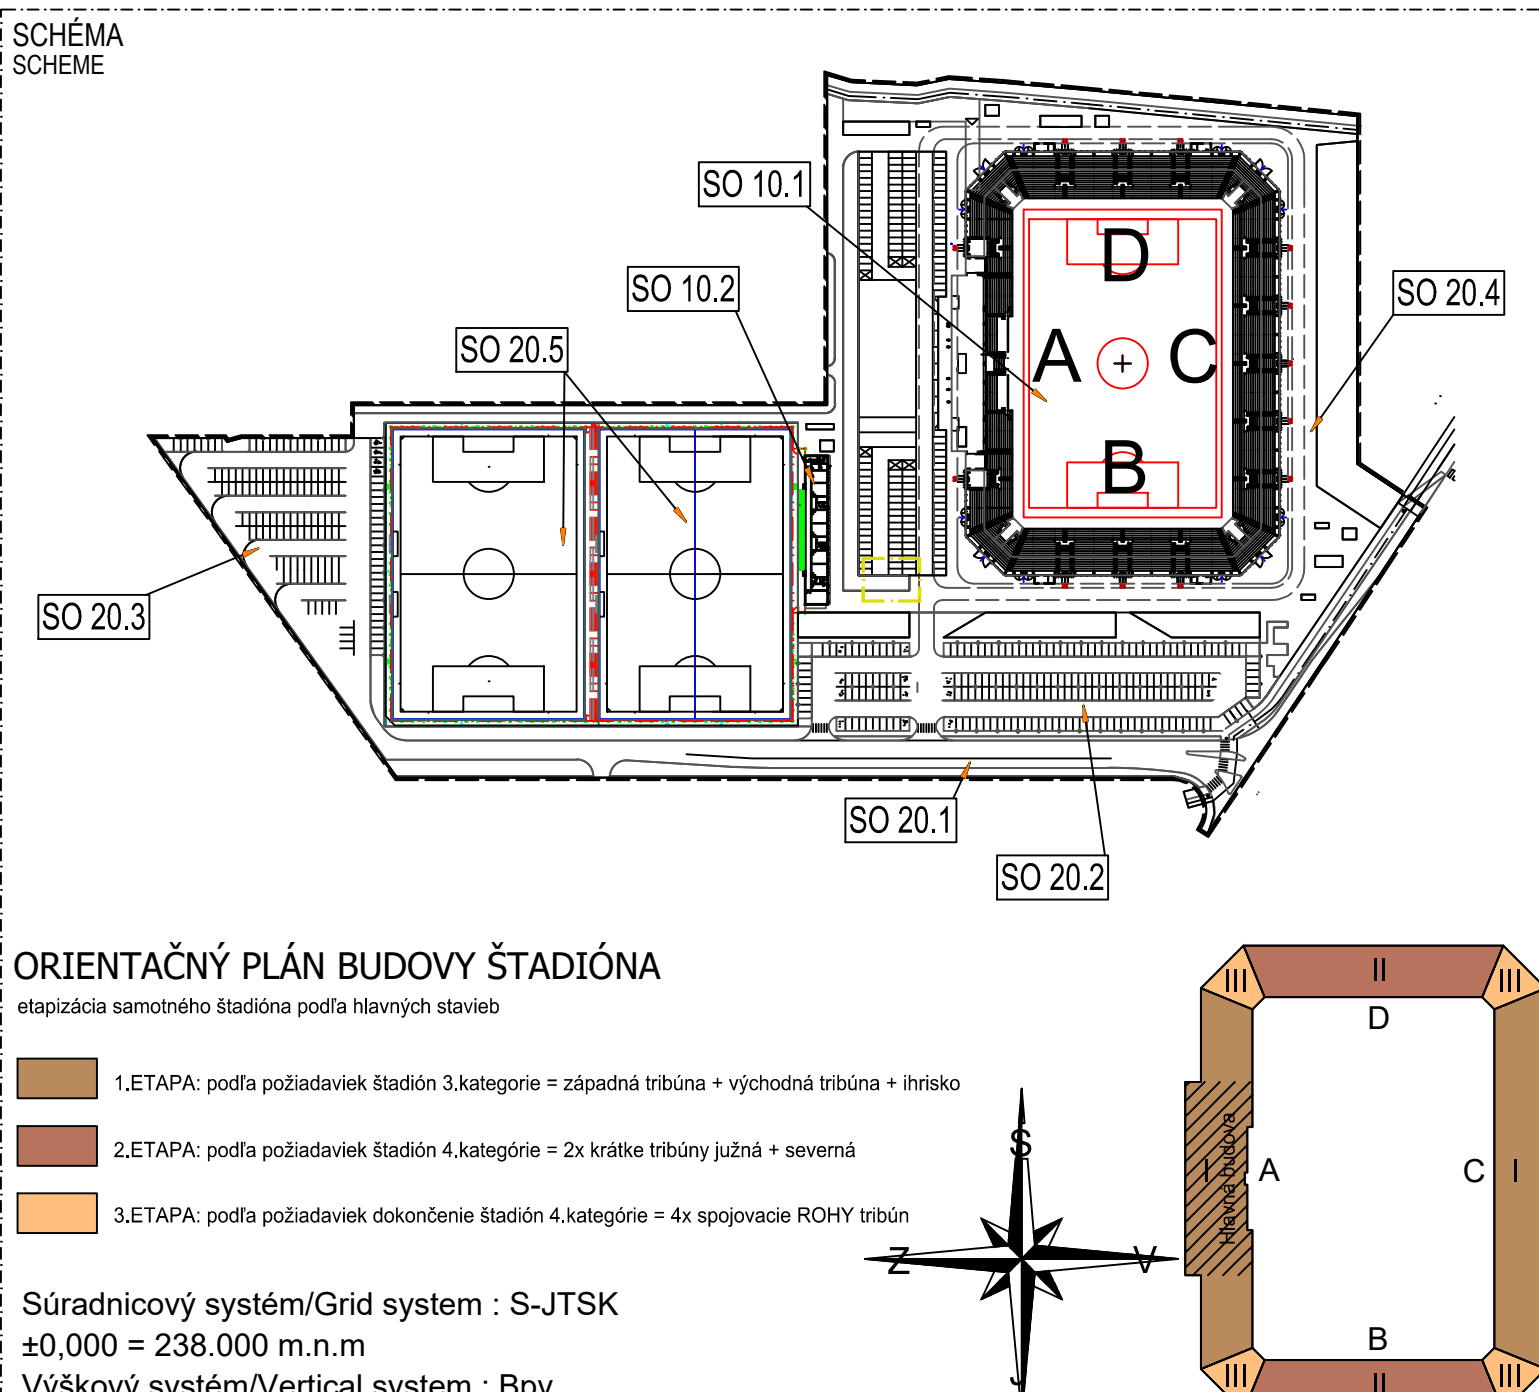 SCHÉMA
SCHEME
SO 10.1
SO 10.2
SO 20.5
SO 20.4
D
A
C
B
SO 20.3
SO 20.1
SO 20.2
ORIENTAČNÝ PLÁN BUDOVY ŠTADIÓNA
etapizácia samotného štadióna podľa hlavných stavieb
1.ETAPA: podľa požiadaviek štadión 3.kategorie = západná tribúna + východná tribúna + ihrisko
2.ETAPA: podľa požiadaviek štadión 4.kategórie = 2x krátke tribúny južná + severná
3.ETAPA: podľa požiadaviek dokončenie štadión 4.kategórie = 4x spojovacie ROHY tribún
S
Z
V
J
III
II
III
D
I
Hlavná budova
A
C
I
B
III
II
III
Súradnicový systém/Grid system : S-JTSK
±0,000 = 238.000 m.n.m
Výškový systém/Vertical system : Bpv